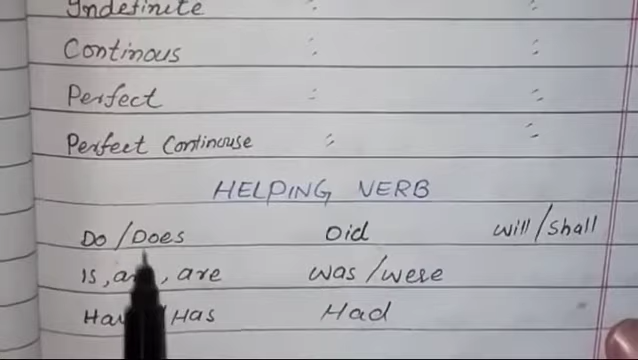 Indefinite " "
Continous " "
Perfect " "
Perfect Continouse " "
HELPING VERB
Do/Does Did will/shall
Is, , are was/were
Has Had